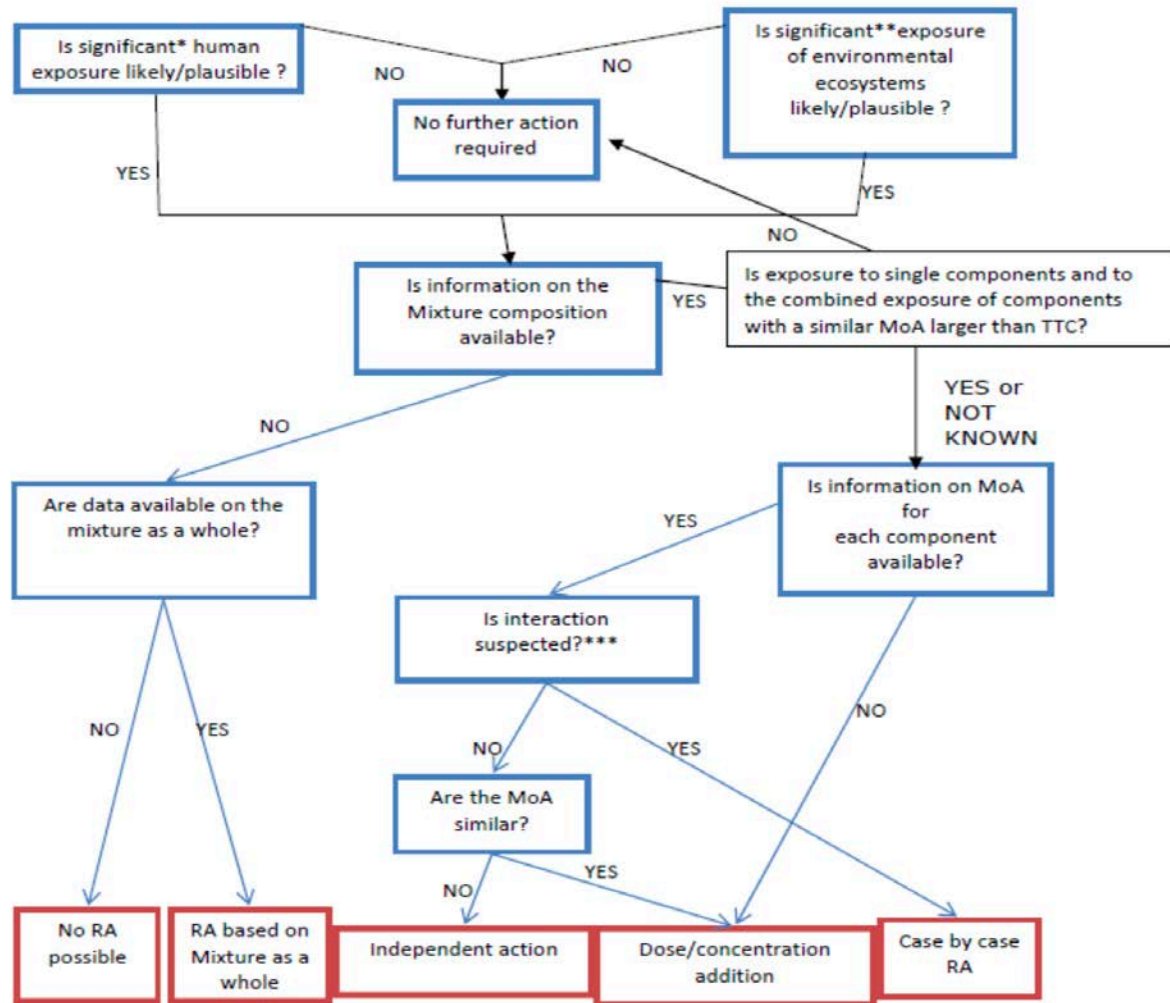 Is significant* human
exposure likely/plausible ?
NO
NO
Is significant**exposure
of environmental
ecosystems
likely/plausible ?
No further action
required
YES
YES
NO
Is information on the
Mixture composition
available?
YES
Is exposure to single components and to
the combined exposure of components
with a similar MoA larger than TTC?
YES or
NOT
KNOWN
NO
Are data available on the
mixture as a whole?
Is information on MoA
for
each component
available?
YES
Is interaction
suspected?***
NO
YES
NO
YES
NO
Are the MoA
similar?
NO
YES
No RA
possible
RA based on
Mixture as a
whole
Independent action
Dose/concentration
addition
Case by case
RA